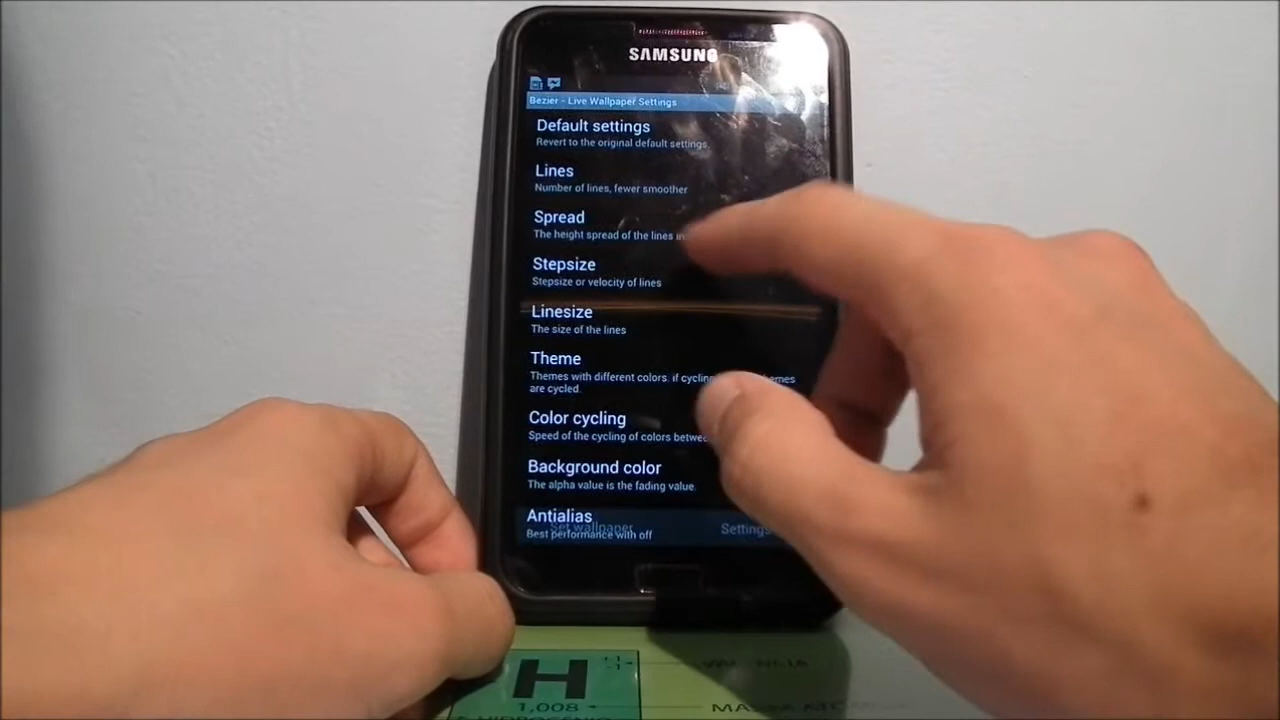 SAMSUNG
Bezier - Live Wallpaper Settings
Default settings
Revert to the original default settings.
Lines
Number of lines, fewer smoother
Spread
The height spread of the lines in
Stepsize
Stepsize or velocity of lines
Linesize
The size of the lines
Theme
Themes with different colors. if cycling
are cycled.
Color cycling
Speed of the cycling of colors
Background color
The alpha value is the fading value.
Antialias
Set wallpaper
Settings
Best performance with off
H
1,008